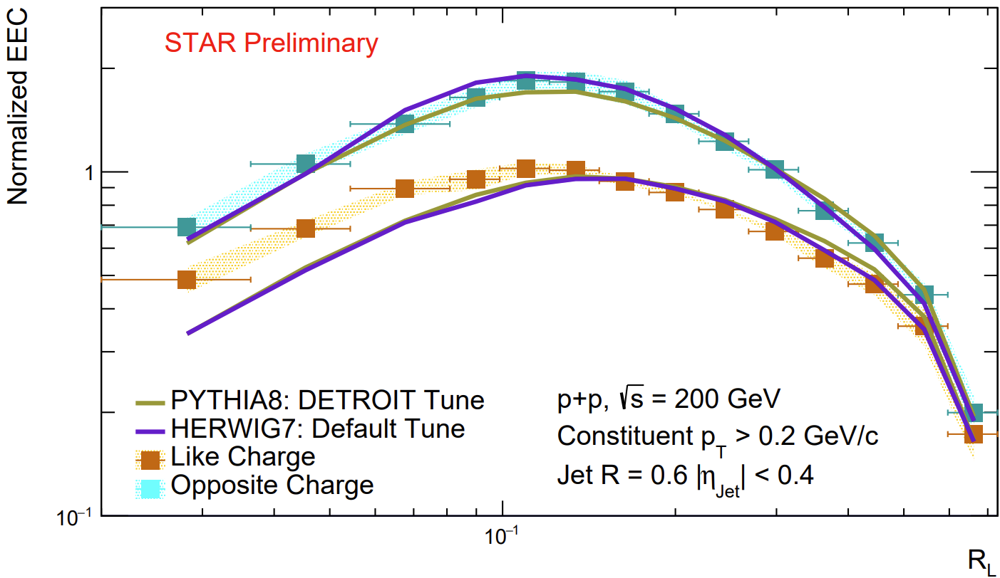 Normalized EEC
STAR Preliminary
1
10⁻¹
PYTHIA8: DETROIT Tune
HERWIG7: Default Tune
Like Charge
Opposite Charge
p+p, √s = 200 GeV
Constituent p_T > 0.2 GeV/c
Jet R = 0.6 |η_Jet| < 0.4
10⁻¹
R_L